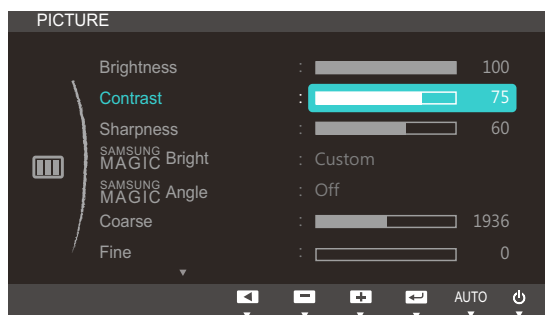 PICTURE
Brightness : 100
Contrast : 75
Sharpness : 60
SAMSUNG MAGIC Bright : Custom
SAMSUNG MAGIC Angle : Off
Coarse : 1936
Fine : 0
AUTO